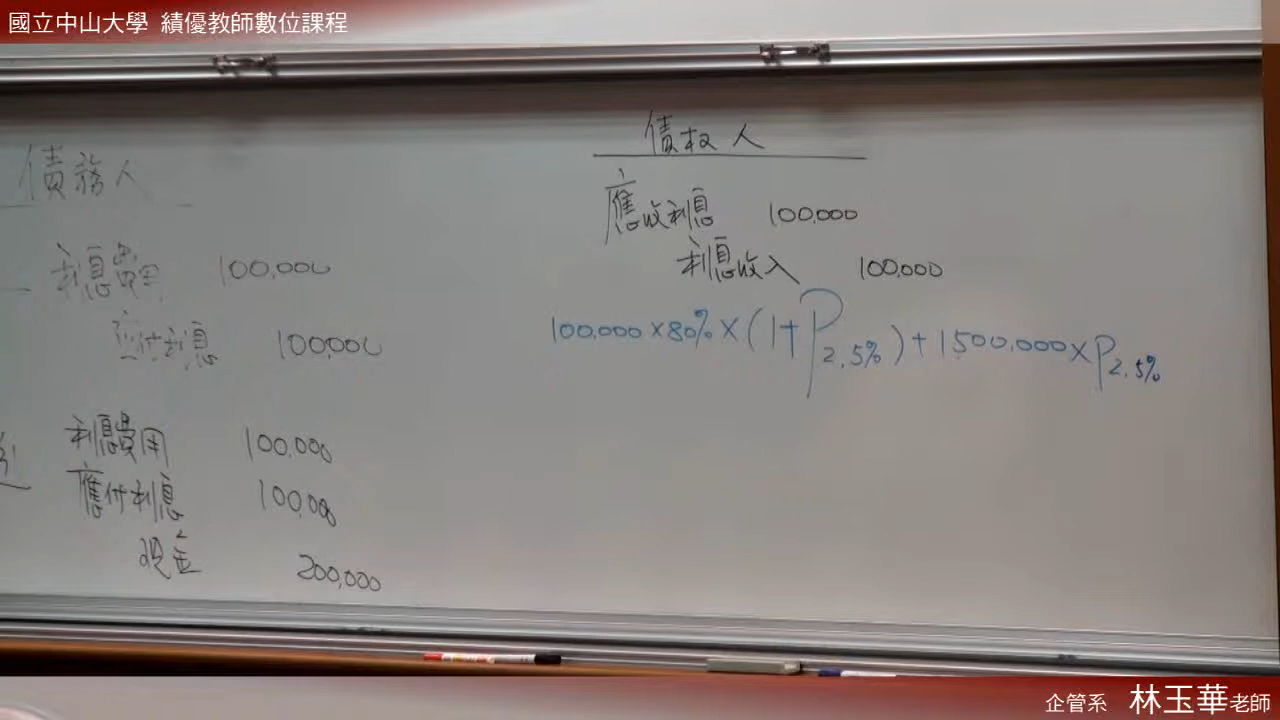 國立中山大學 績優教師數位課程
債務人
利息費用 100,000
應付利息 100,000
利息費用 100,000
應付利息 100,000
現金 200,000
債权人
應收利息 100,000
利息收入 100,000
100,000×80%×(1+P2.5%)+1500,000×P2.5%
企管系 林玉華老師